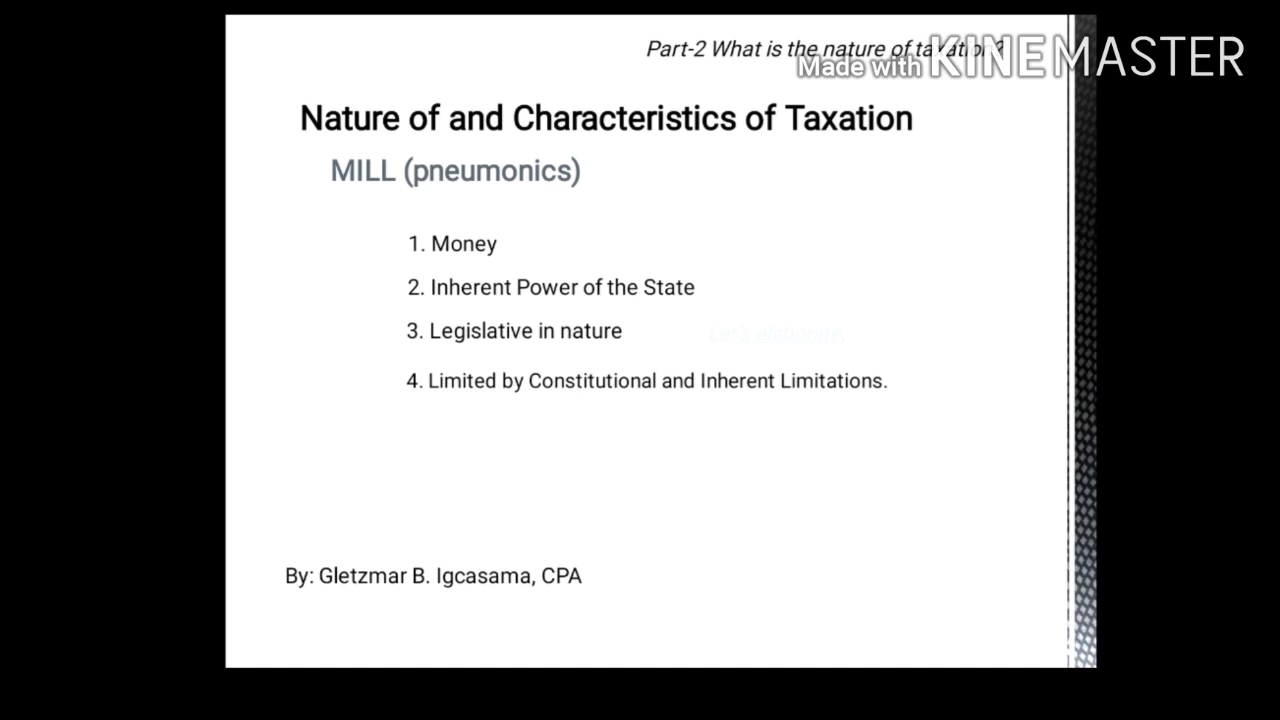 Part-2 What is the nature of taxation?
Made with KINEMASTER
Nature of and Characteristics of Taxation
MILL (pneumonics)
1. Money
2. Inherent Power of the State
3. Legislative in nature
Let's elaborate.
4. Limited by Constitutional and Inherent Limitations.
By: Gletzmar B. Igcasama, CPA